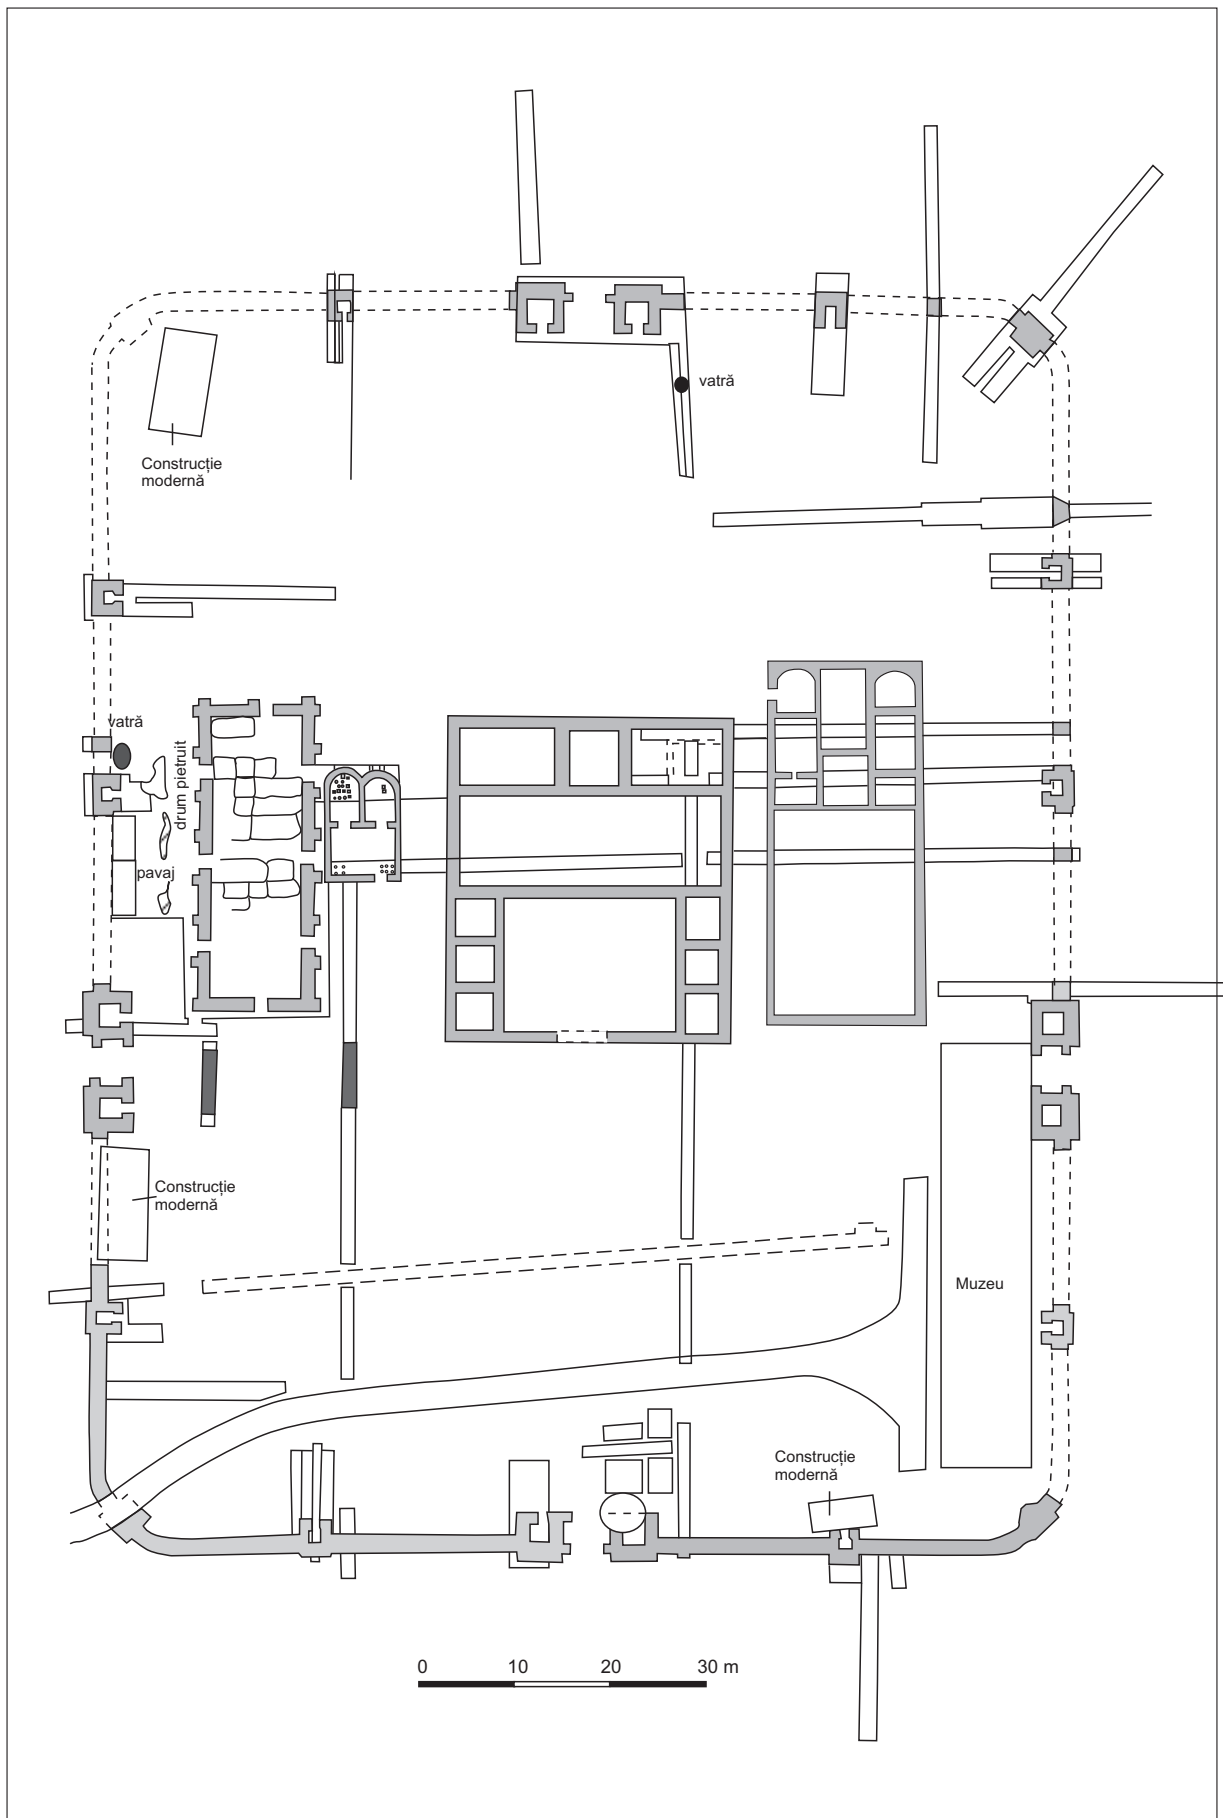 vatră
Construcție
modernă
vatră
drum pietruit
pavaj
Construcție
modernă
Muzeu
Construcție
modernă
0 10 20 30 m